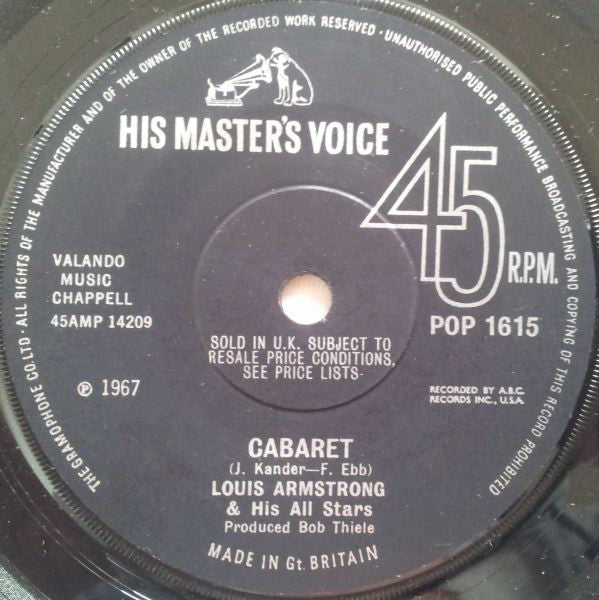 THE GRAMOPHONE CO. LTD · ALL RIGHTS OF THE MANUFACTURER AND OF THE OWNER OF THE RECORDED WORK RESERVED · UNAUTHORISED PUBLIC PERFORMANCE BROADCASTING AND COPYING OF THIS RECORD PROHIBITED
HIS MASTER'S VOICE
45
R.P.M.
VALANDO
MUSIC
CHAPPELL
45AMP 14209
POP 1615
SOLD IN U.K. SUBJECT TO
RESALE PRICE CONDITIONS,
SEE PRICE LISTS-
℗ 1967
RECORDED BY A.B.C.
RECORDS INC., U.S.A.
CABARET
(J. Kander—F. Ebb)
LOUIS ARMSTRONG
& His All Stars
Produced Bob Thiele
MADE IN Gt. BRITAIN